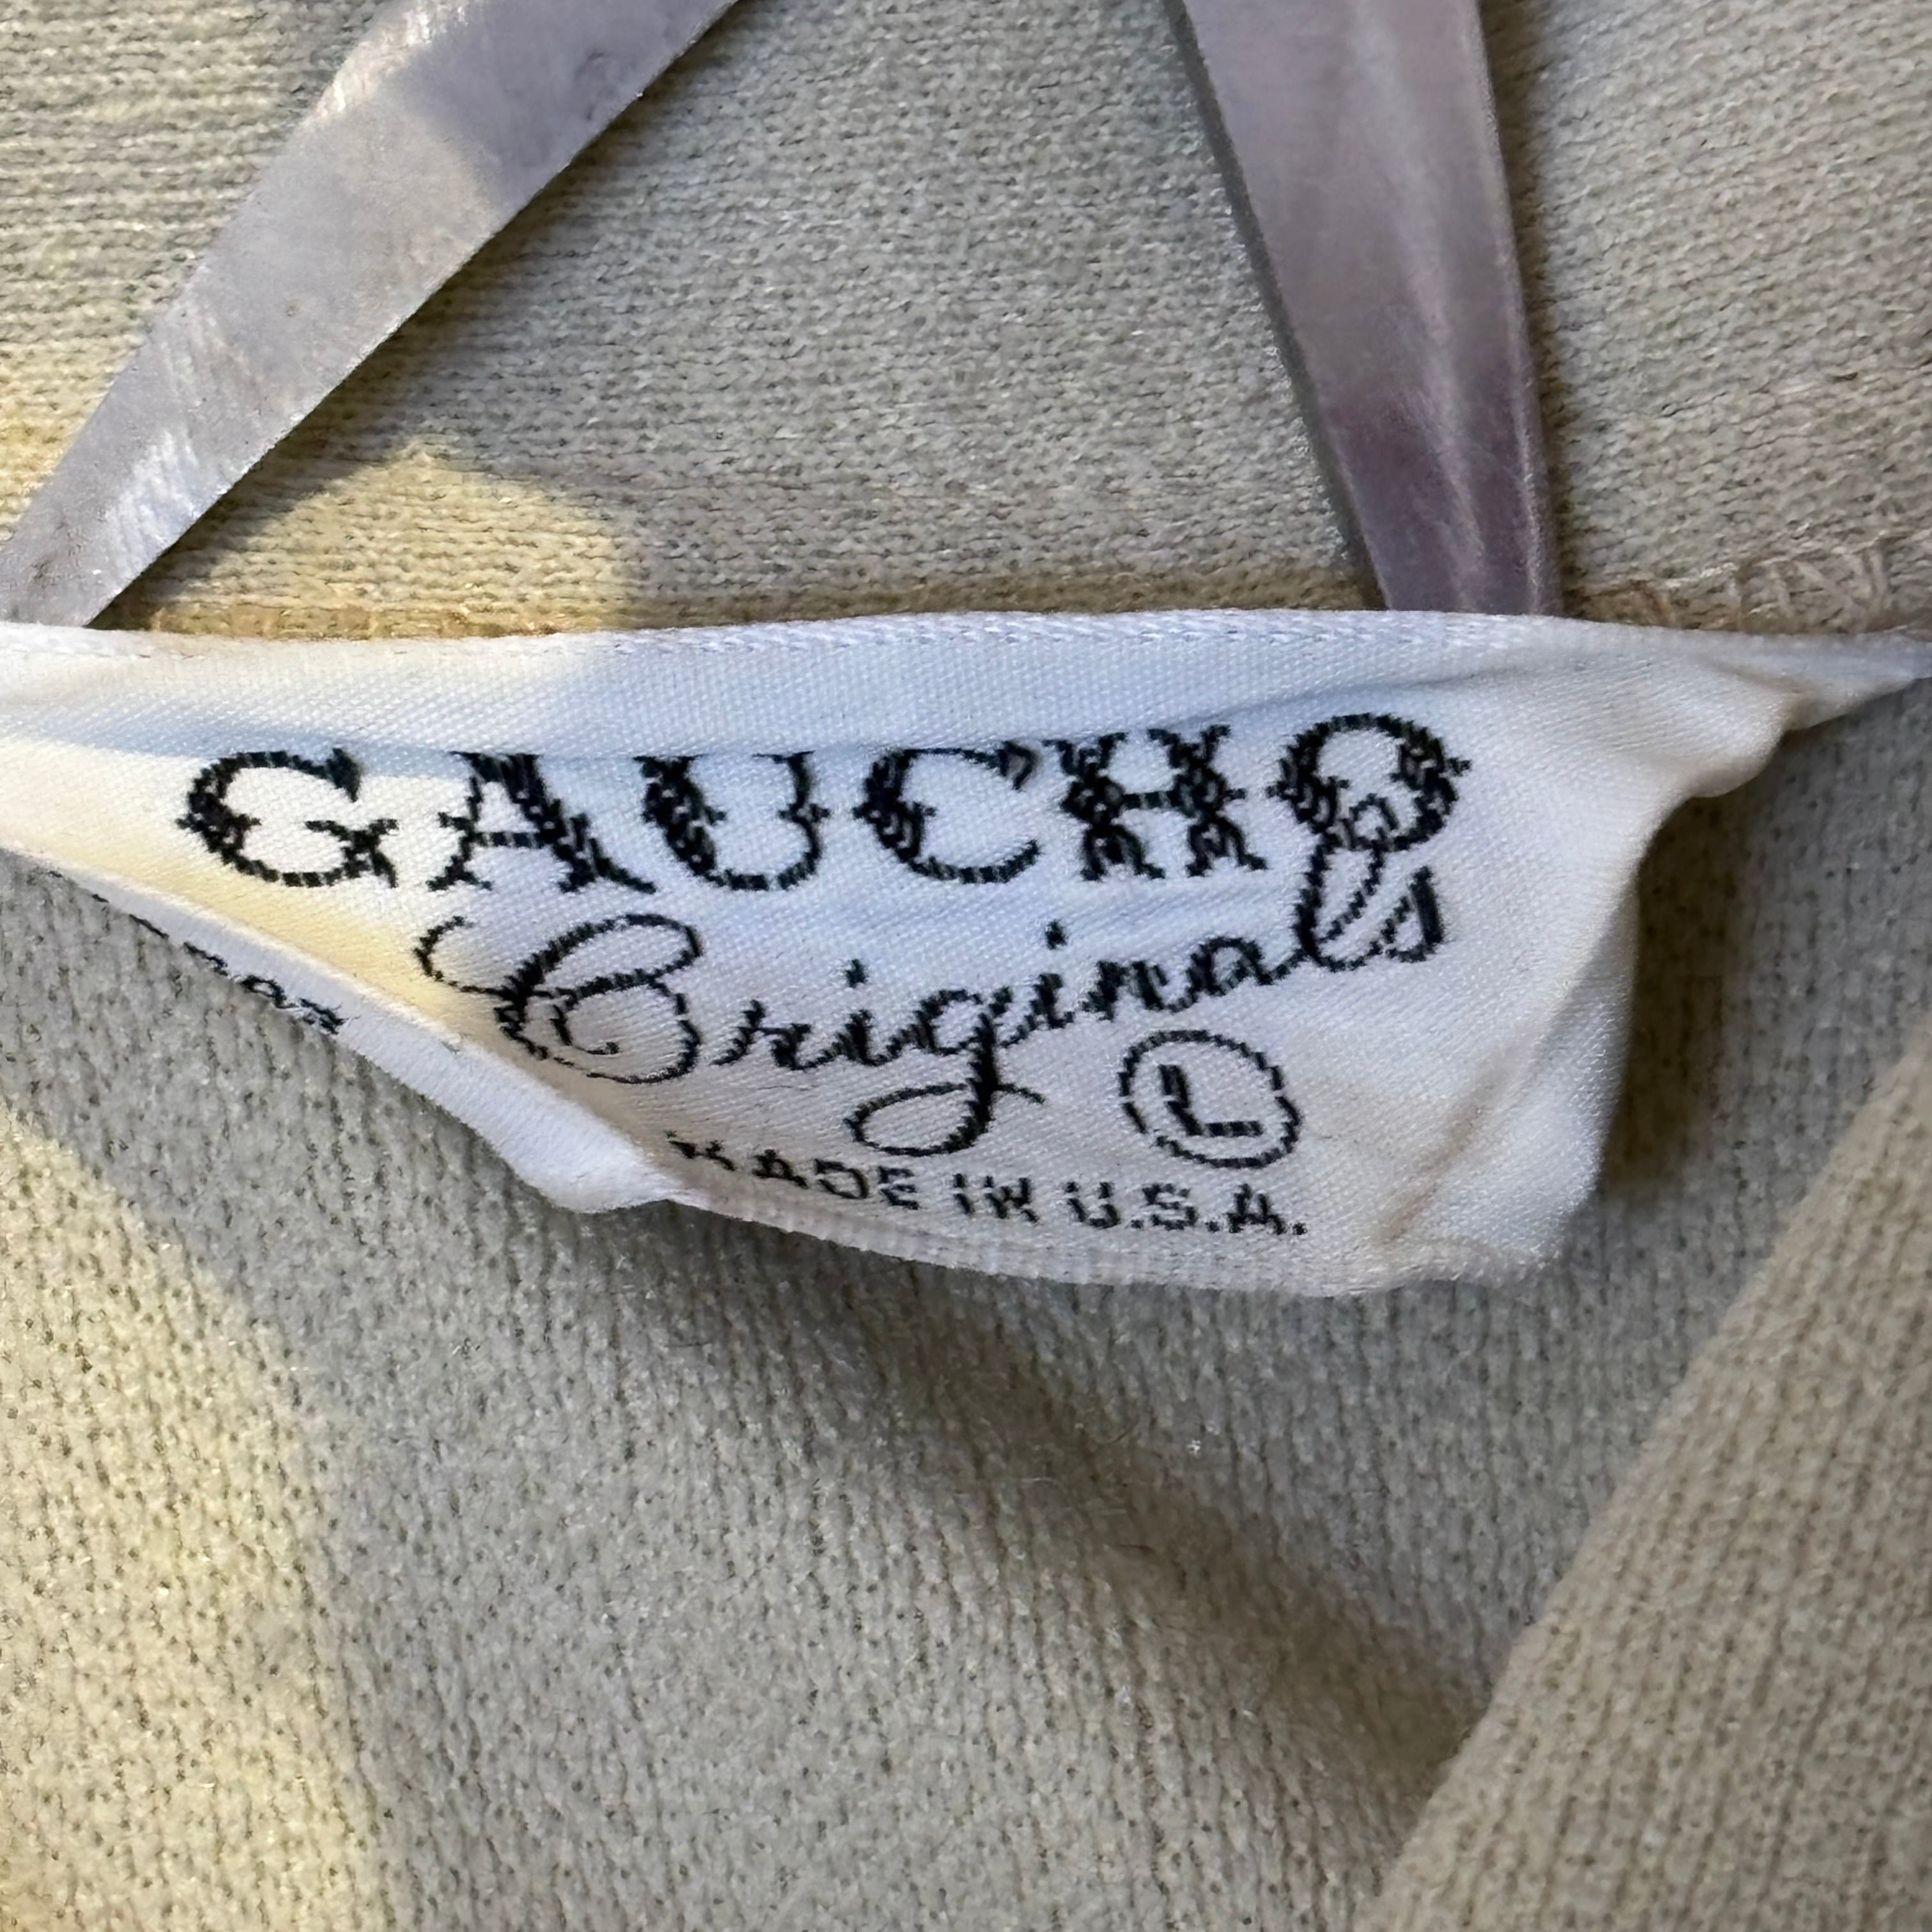 GAUCHO
Originals
L
MADE IN U.S.A.